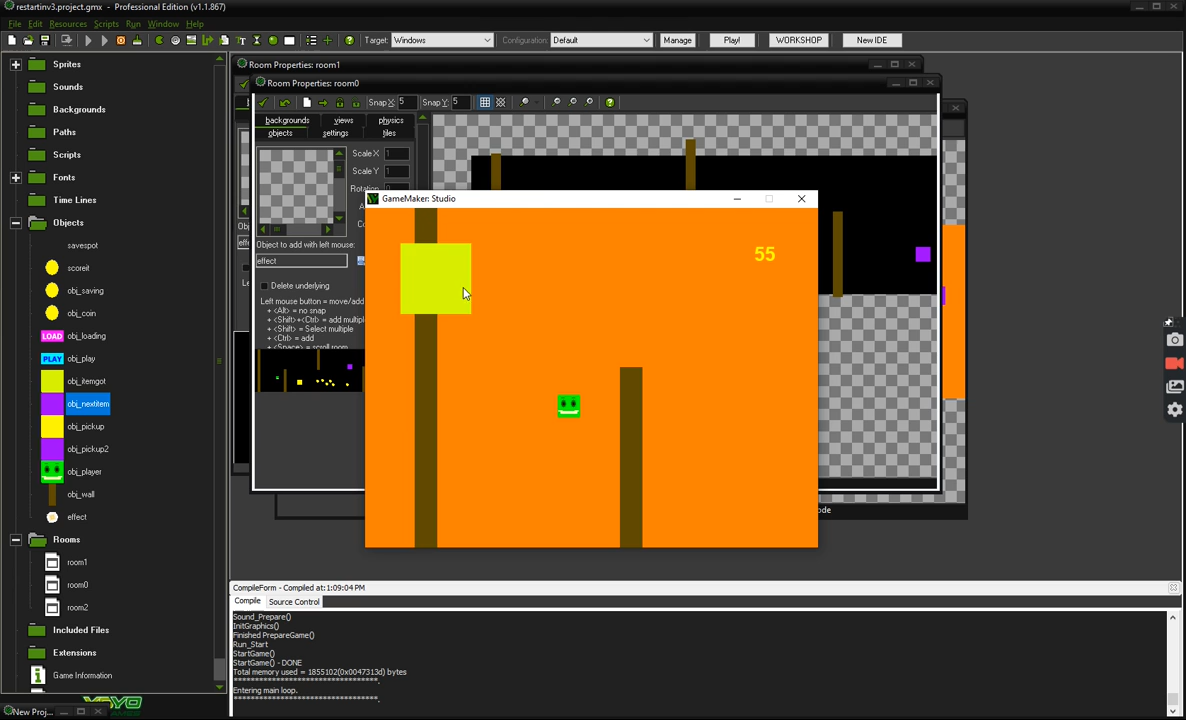 restartinv3.project.gmx - Professional Edition (v1.1.867)
File Edit Resources Scripts Run Window Help
Target: Windows Configuration: Default Manage Play! WORKSHOP New IDE
Sprites
Sounds
Backgrounds
Paths
Scripts
Fonts
Time Lines
Objects
savespot
scoreit
obj_saving
obj_coin
LOAD obj_loading
PLAY obj_play
obj_itemgot
obj_nextitem
obj_pickup
obj_pickup2
obj_player
obj_wall
effect
Rooms
room1
room0
room2
Included Files
Extensions
Game Information
YOYO
New Proj...
Room Properties: room1
Room Properties: room0
Snap X: 5 Snap Y: 5
backgrounds views physics
objects settings tiles
Scale X 1
Scale Y 1
Rotation 0
Object to add with left mouse:
effect
Delete underlying
Left mouse button = move/add
+ <Alt> = no snap
+ <Shift>+<Ctrl> = add multipl
+ <Shift> = Select multiple
+ <Ctrl> = add
+ <Space> = scroll room
GameMaker: Studio
55
ode
CompileForm - Compiled at: 1:09:04 PM
Compile Source Control
Sound_Prepare()
InitGraphics()
Finished PrepareGame()
Run_Start
StartGame()
StartGame() - DONE
Total memory used = 1855102(0x0047313d) bytes
**********************************.
Entering main loop.
**********************************.